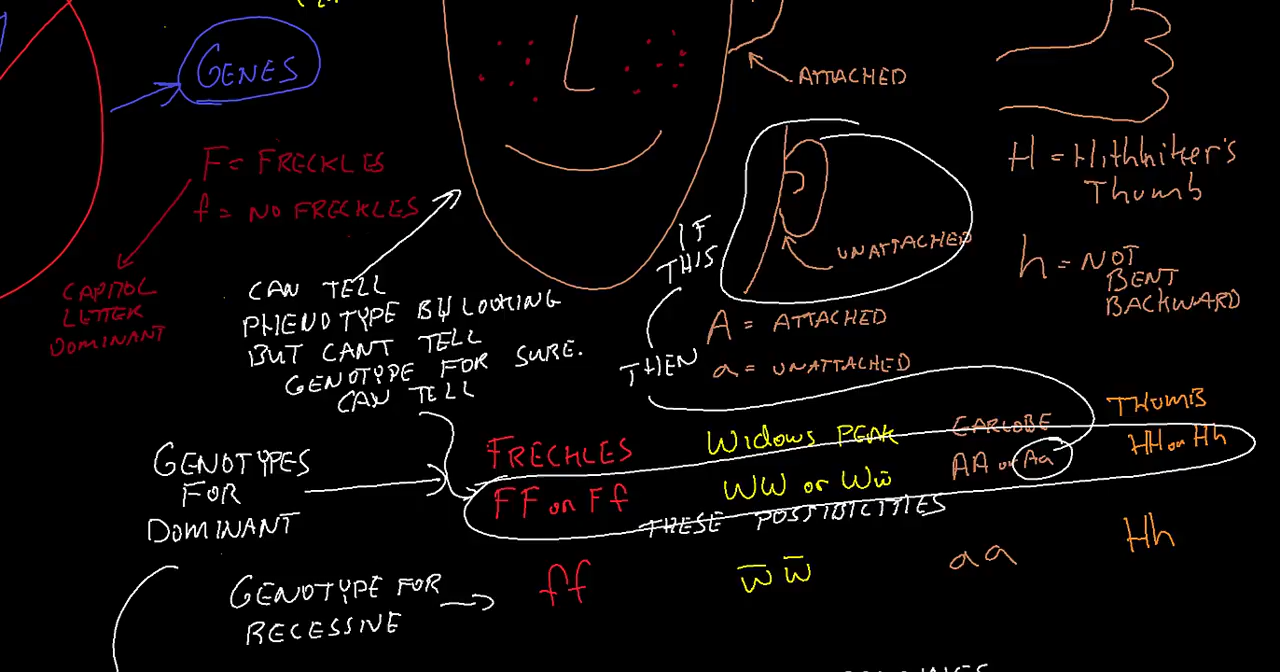 GENES
ATTACHED
F = FRECKLES
f = NO FRECKLES
CAPITOL
LETTER
DOMINANT
H = Hithhiker's
Thumb
h = NOT
BENT
BACKWARD
IF
THIS
UNATTACHED
THEN
A = ATTACHED
a = UNATTACHED
CAN TELL
PHENOTYPE BY LOOKING
BUT CANT TELL
GENOTYPE FOR SURE.
CAN TELL
GENOTYPES
FOR
DOMINANT
FRECHLES
Widows PEAK
EARLOBE
THUMB
FF or Ff
WW or Ww̄
AA or Aa
HH or Hh
THESE POSSIBILITIES
GENOTYPE FOR
RECESSIVE
ff
w̄ w̄
aa
Hh